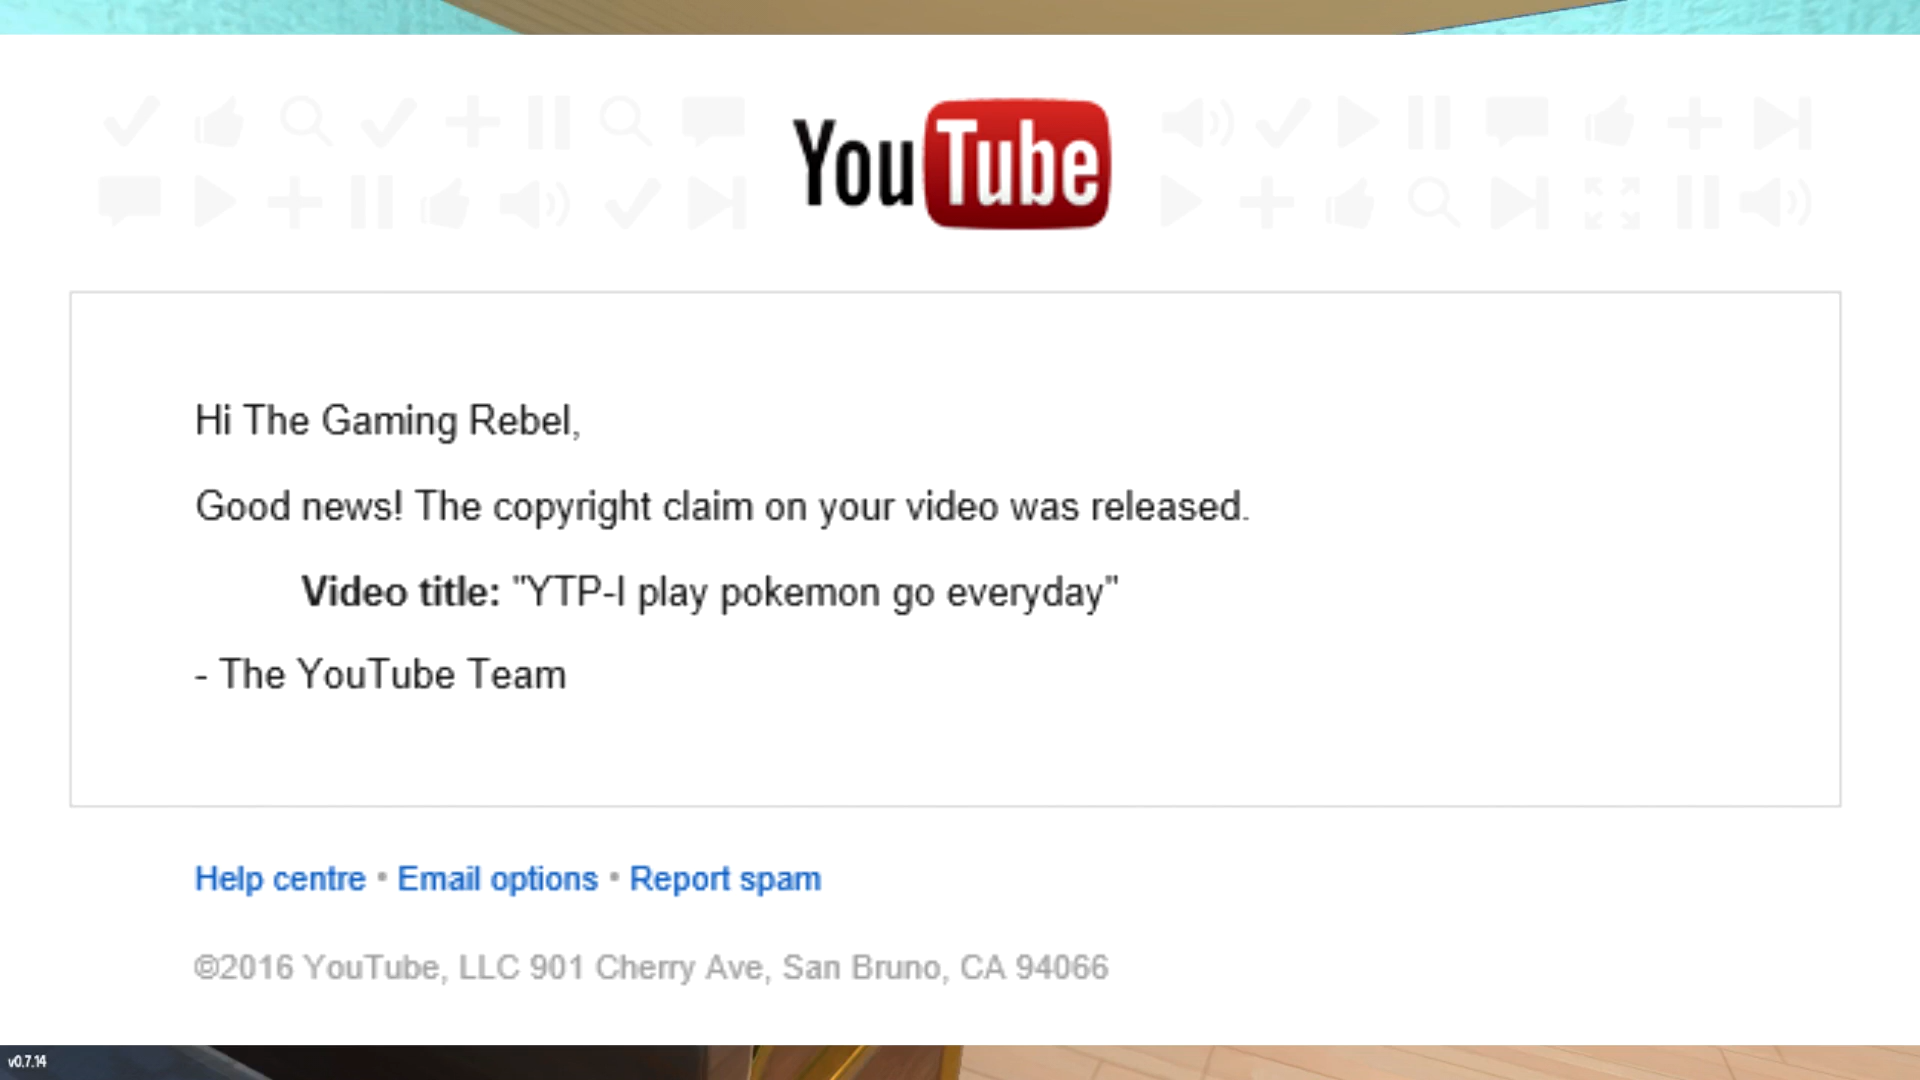 YouTube
Hi The Gaming Rebel,
Good news! The copyright claim on your video was released.
Video title: "YTP-I play pokemon go everyday"
- The YouTube Team
Help centre • Email options • Report spam
©2016 YouTube, LLC 901 Cherry Ave, San Bruno, CA 94066
v0.7.14